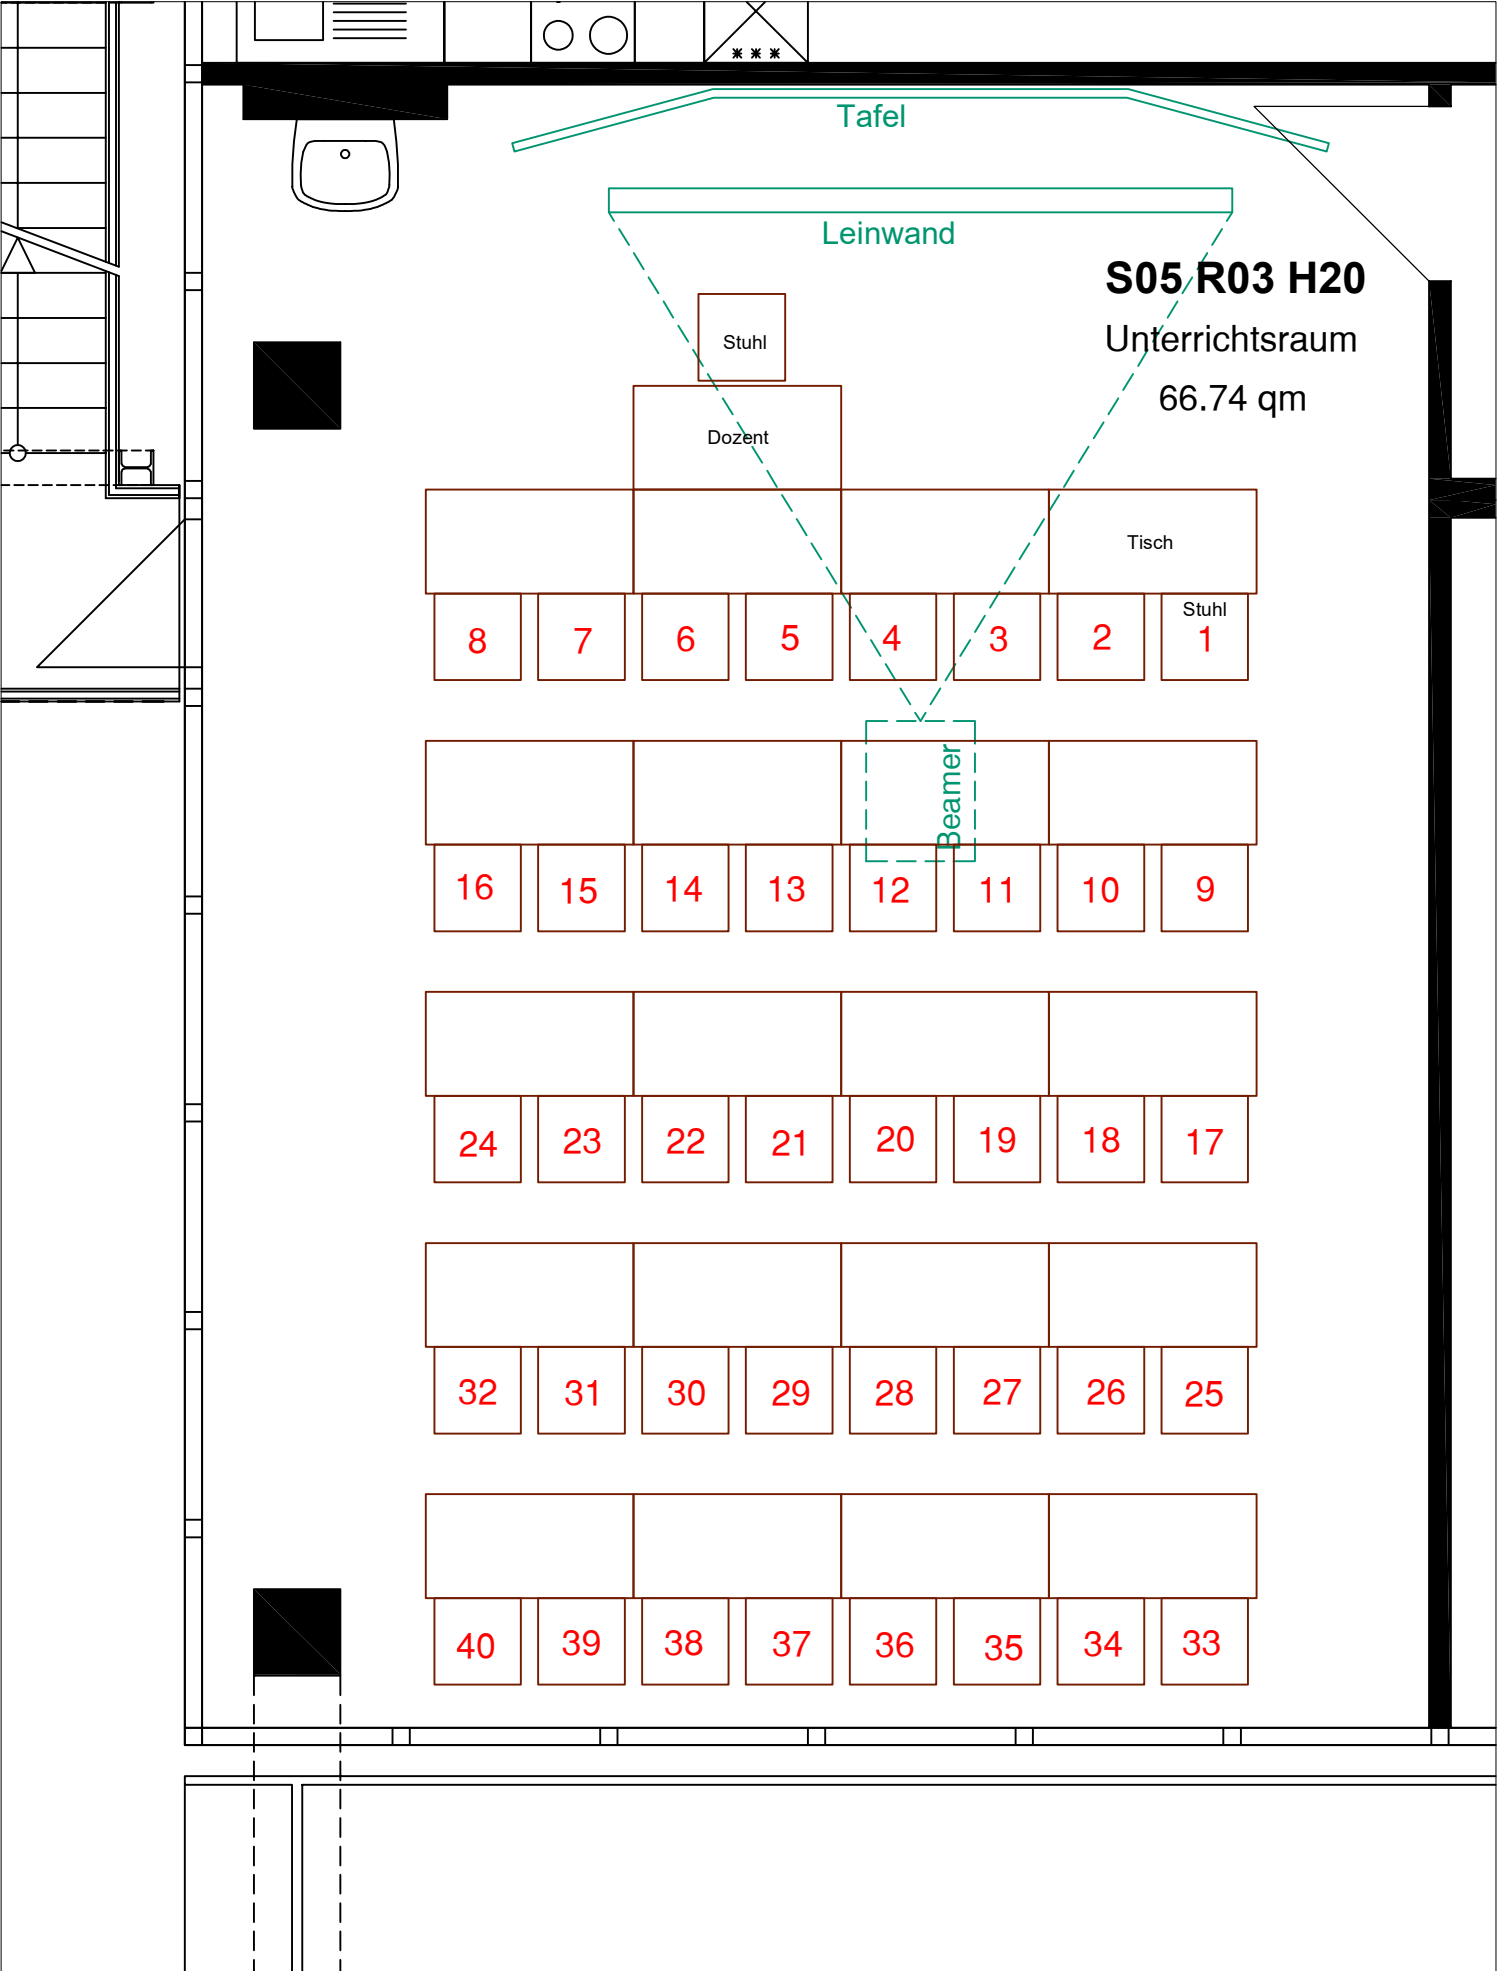 Tafel
Leinwand
S05 R03 H20
Unterrichtsraum
66.74 qm
Stuhl
Dozent
Tisch
Stuhl
8 7 6 5 4 3 2 1
Beamer
16 15 14 13 12 11 10 9
24 23 22 21 20 19 18 17
32 31 30 29 28 27 26 25
40 39 38 37 36 35 34 33